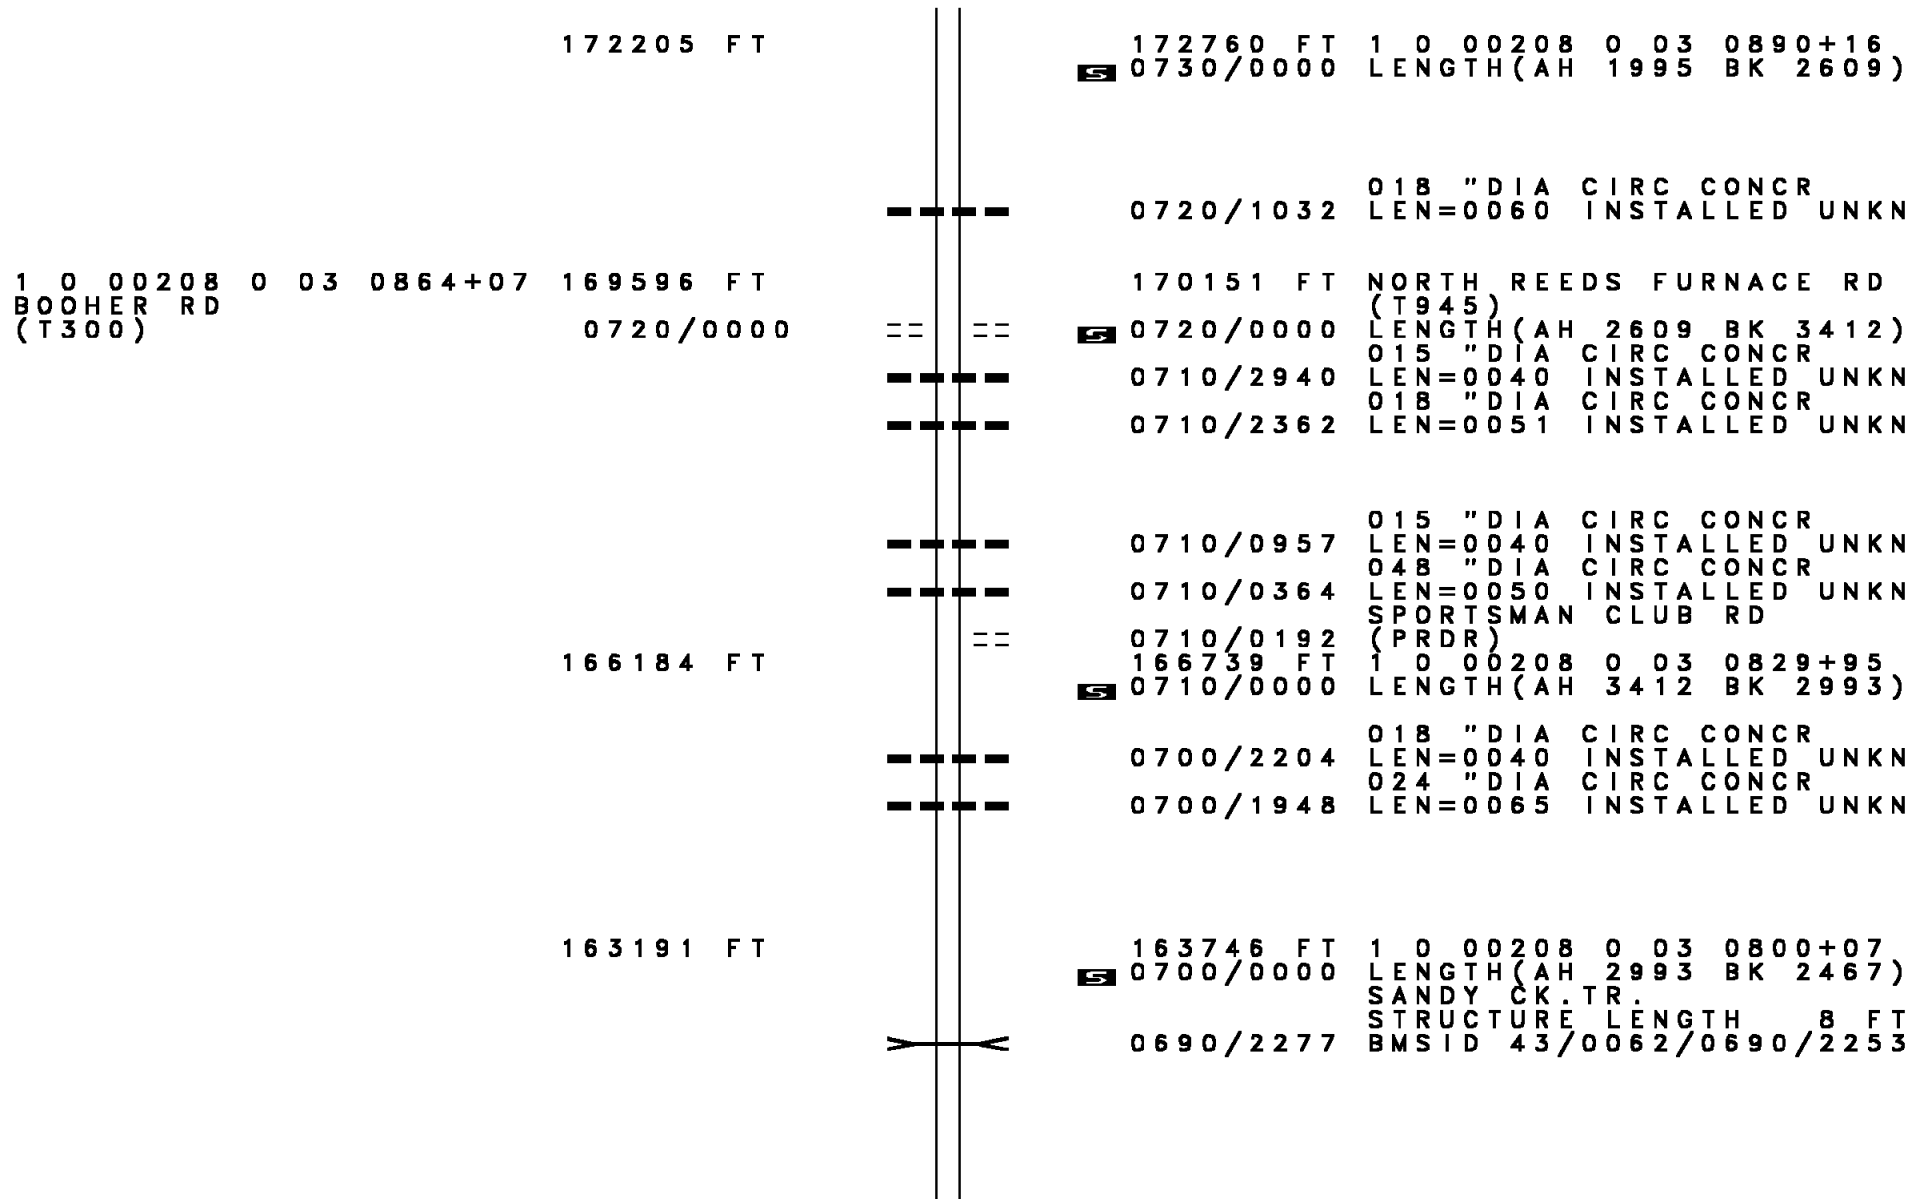 172205 FT 172760 FT 1 0 00208 0 03 0890+16
S 0730/0000 LENGTH(AH 1995 BK 2609)
018 "DIA CIRC CONCR
0720/1032 LEN=0060 INSTALLED UNKN
1 0 00208 0 03 0864+07 169596 FT 170151 FT NORTH REEDS FURNACE RD
BOOHER RD (T945)
(T300) 0720/0000 S 0720/0000 LENGTH(AH 2609 BK 3412)
015 "DIA CIRC CONCR
0710/2940 LEN=0040 INSTALLED UNKN
018 "DIA CIRC CONCR
0710/2362 LEN=0051 INSTALLED UNKN
015 "DIA CIRC CONCR
0710/0957 LEN=0040 INSTALLED UNKN
048 "DIA CIRC CONCR
0710/0364 LEN=0050 INSTALLED UNKN
SPORTSMAN CLUB RD
0710/0192 (PRDR)
166184 FT 166739 FT 1 0 00208 0 03 0829+95
S 0710/0000 LENGTH(AH 3412 BK 2993)
018 "DIA CIRC CONCR
0700/2204 LEN=0040 INSTALLED UNKN
024 "DIA CIRC CONCR
0700/1948 LEN=0065 INSTALLED UNKN
163191 FT 163746 FT 1 0 00208 0 03 0800+07
S 0700/0000 LENGTH(AH 2993 BK 2467)
SANDY CK.TR.
STRUCTURE LENGTH 8 FT
0690/2277 BMSID 43/0062/0690/2253